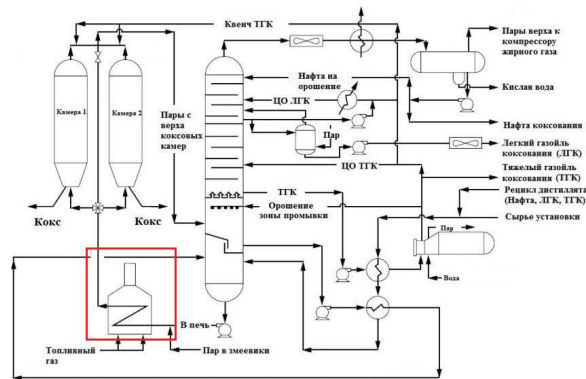 Квенч ТГК
Пары верха к
компрессору
жирного газа
Камера 1
Камера 2
Пары с
верха
коксовых
камер
Нафта на
орошение
ЦО ЛГК
Пар
Кислая вода
Нафта коксования
Легкий газойль
коксования (ЛГК)
ЦО ТГК
Тяжелый газойль
коксования (ТГК)
Рецикл дистиллята
(Нафта, ЛГК, ТГК)
ТГК
Орошение
зоны промывки
Сырье установки
Пар
Вода
Кокс
Кокс
В печь
Топливный
газ
Пар в змеевики